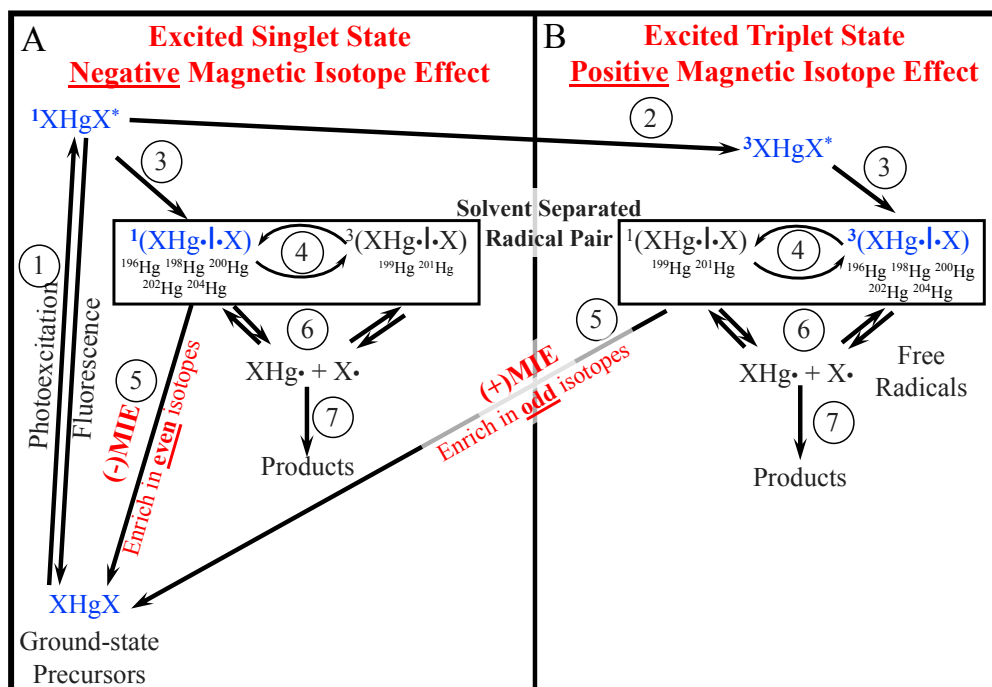 A
Excited Singlet State
Negative Magnetic Isotope Effect
B
Excited Triplet State
Positive Magnetic Isotope Effect
¹XHgX*
2
³XHgX*
3
3
Solvent Separated
Radical Pair
¹(XHg·|·X)
4
³(XHg·|·X)
¹⁹⁶Hg ¹⁹⁸Hg ²⁰⁰Hg
²⁰²Hg ²⁰⁴Hg
¹⁹⁹Hg ²⁰¹Hg
¹(XHg·|·X)
4
³(XHg·|·X)
¹⁹⁹Hg ²⁰¹Hg
¹⁹⁶Hg ¹⁹⁸Hg ²⁰⁰Hg
²⁰²Hg ²⁰⁴Hg
1
Photoexcitation
Fluorescence
5
(-)MIE
Enrich in even isotopes
6
XHg· + X·
7
Products
5
(+)MIE
Enrich in odd isotopes
6
XHg· + X·
Free
Radicals
7
Products
XHgX
Ground-state
Precursors